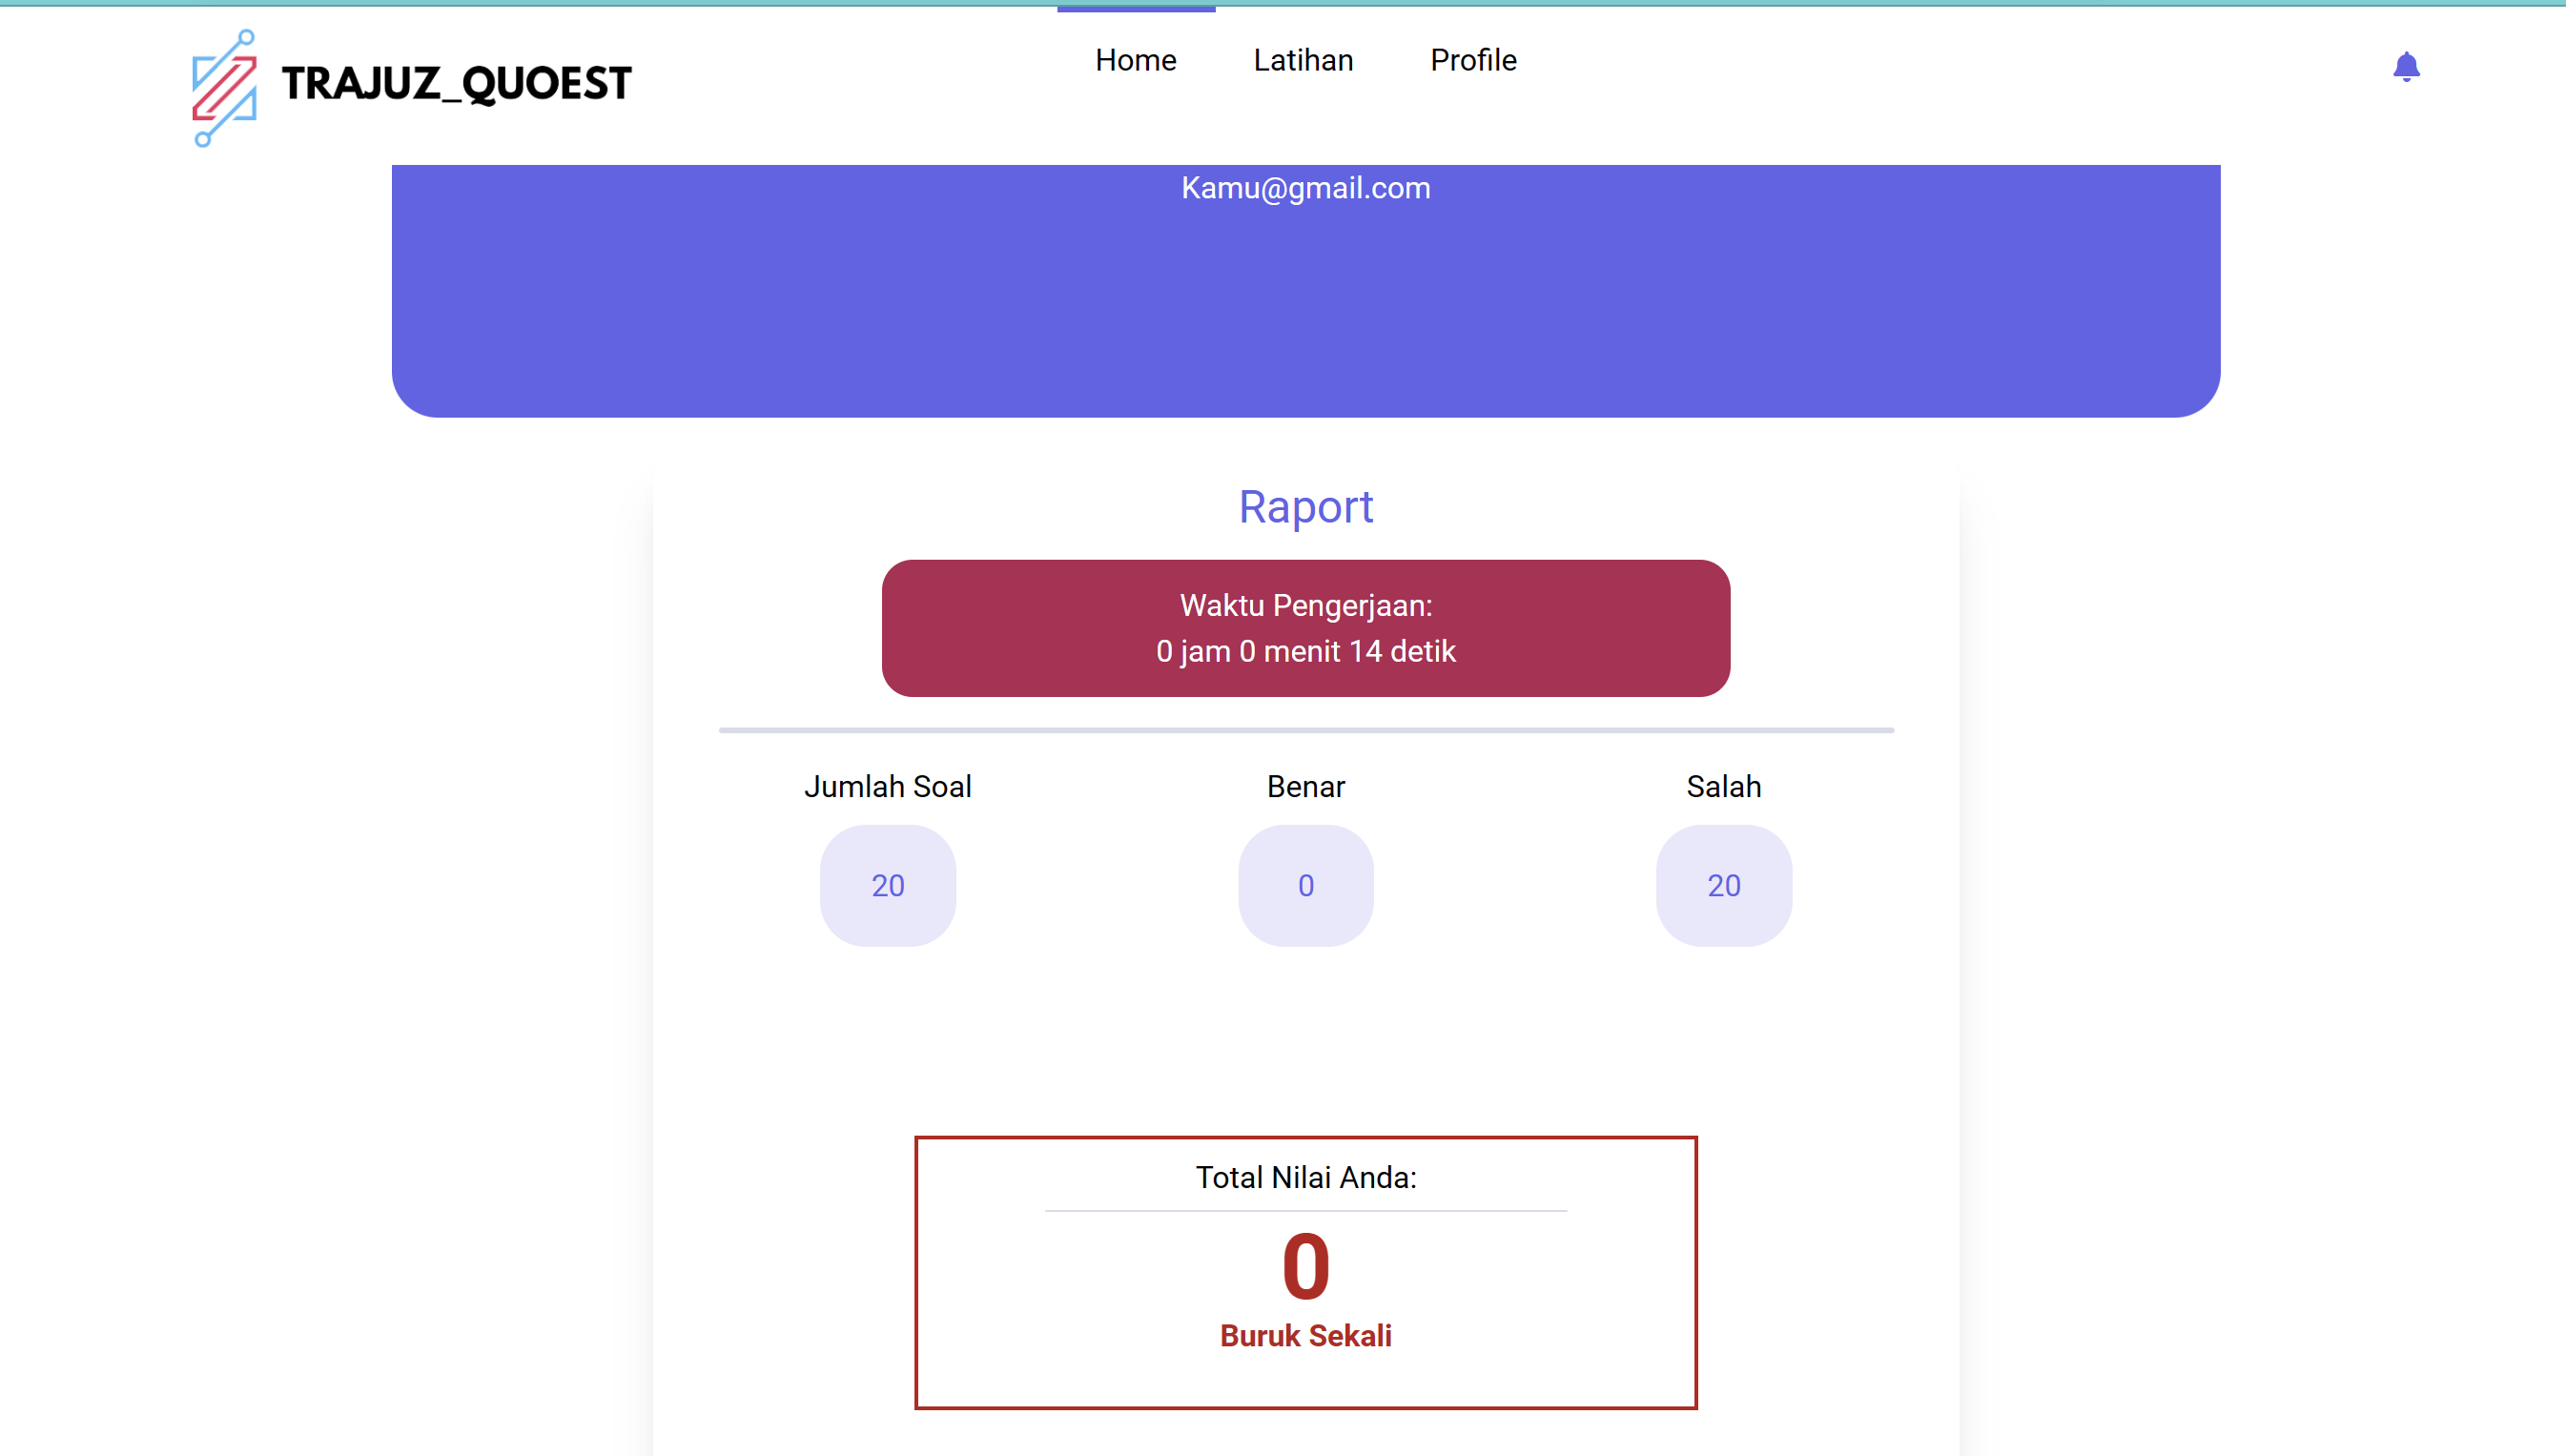 TRAJUZ_QUOEST
Home Latihan Profile
Kamu@gmail.com
Raport
Waktu Pengerjaan:
0 jam 0 menit 14 detik
Jumlah Soal Benar Salah
20 0 20
Total Nilai Anda:
0
Buruk Sekali